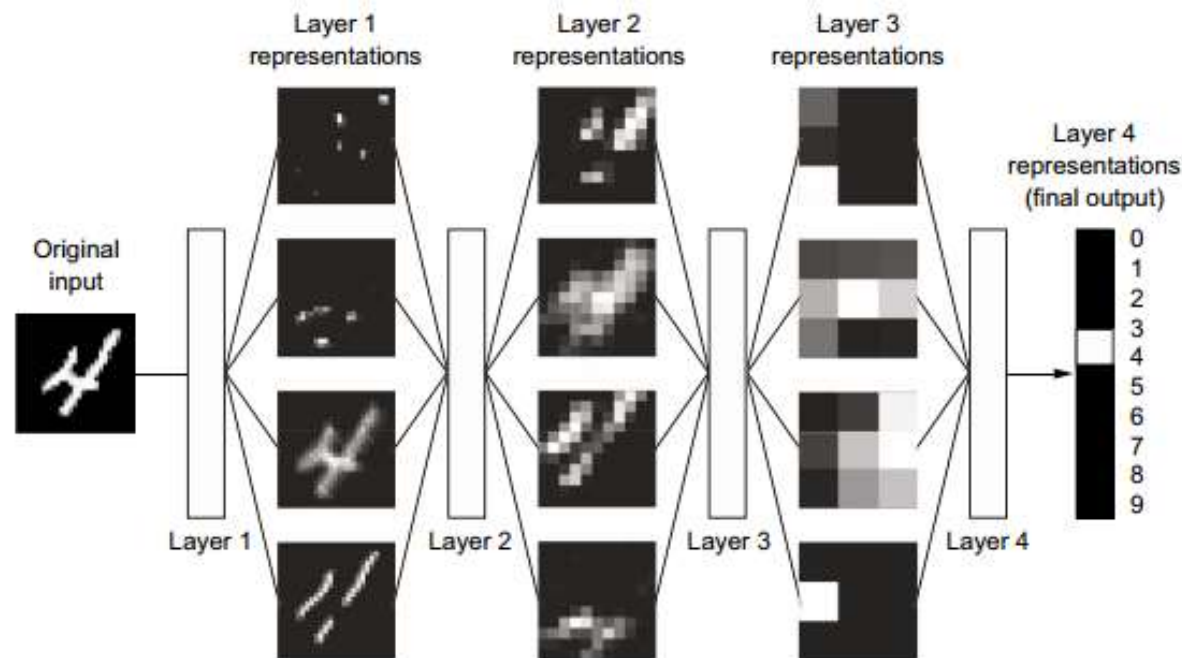 Layer 1
representations
Layer 2
representations
Layer 3
representations
Layer 4
representations
(final output)
Original
input
0
1
2
3
4
5
6
7
8
9
Layer 1
Layer 2
Layer 3
Layer 4